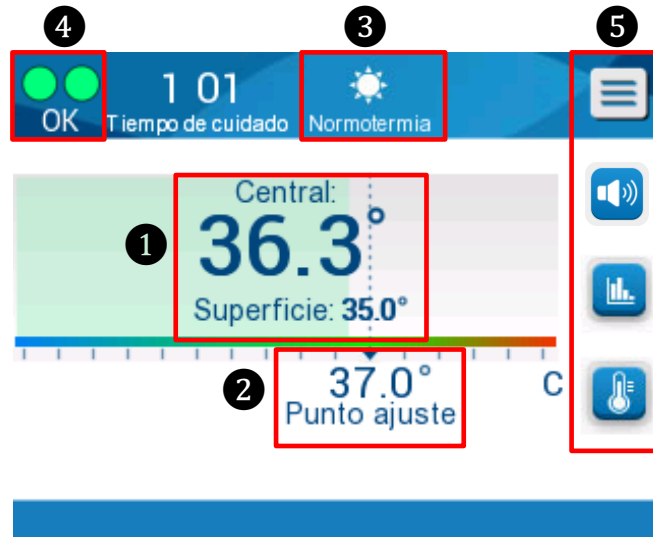 4 3 5
1 01
OK Tiempo de cuidado Normotermia
Central:
1 36.3°
Superficie: 35.0°
2 37.0° C
Punto ajuste